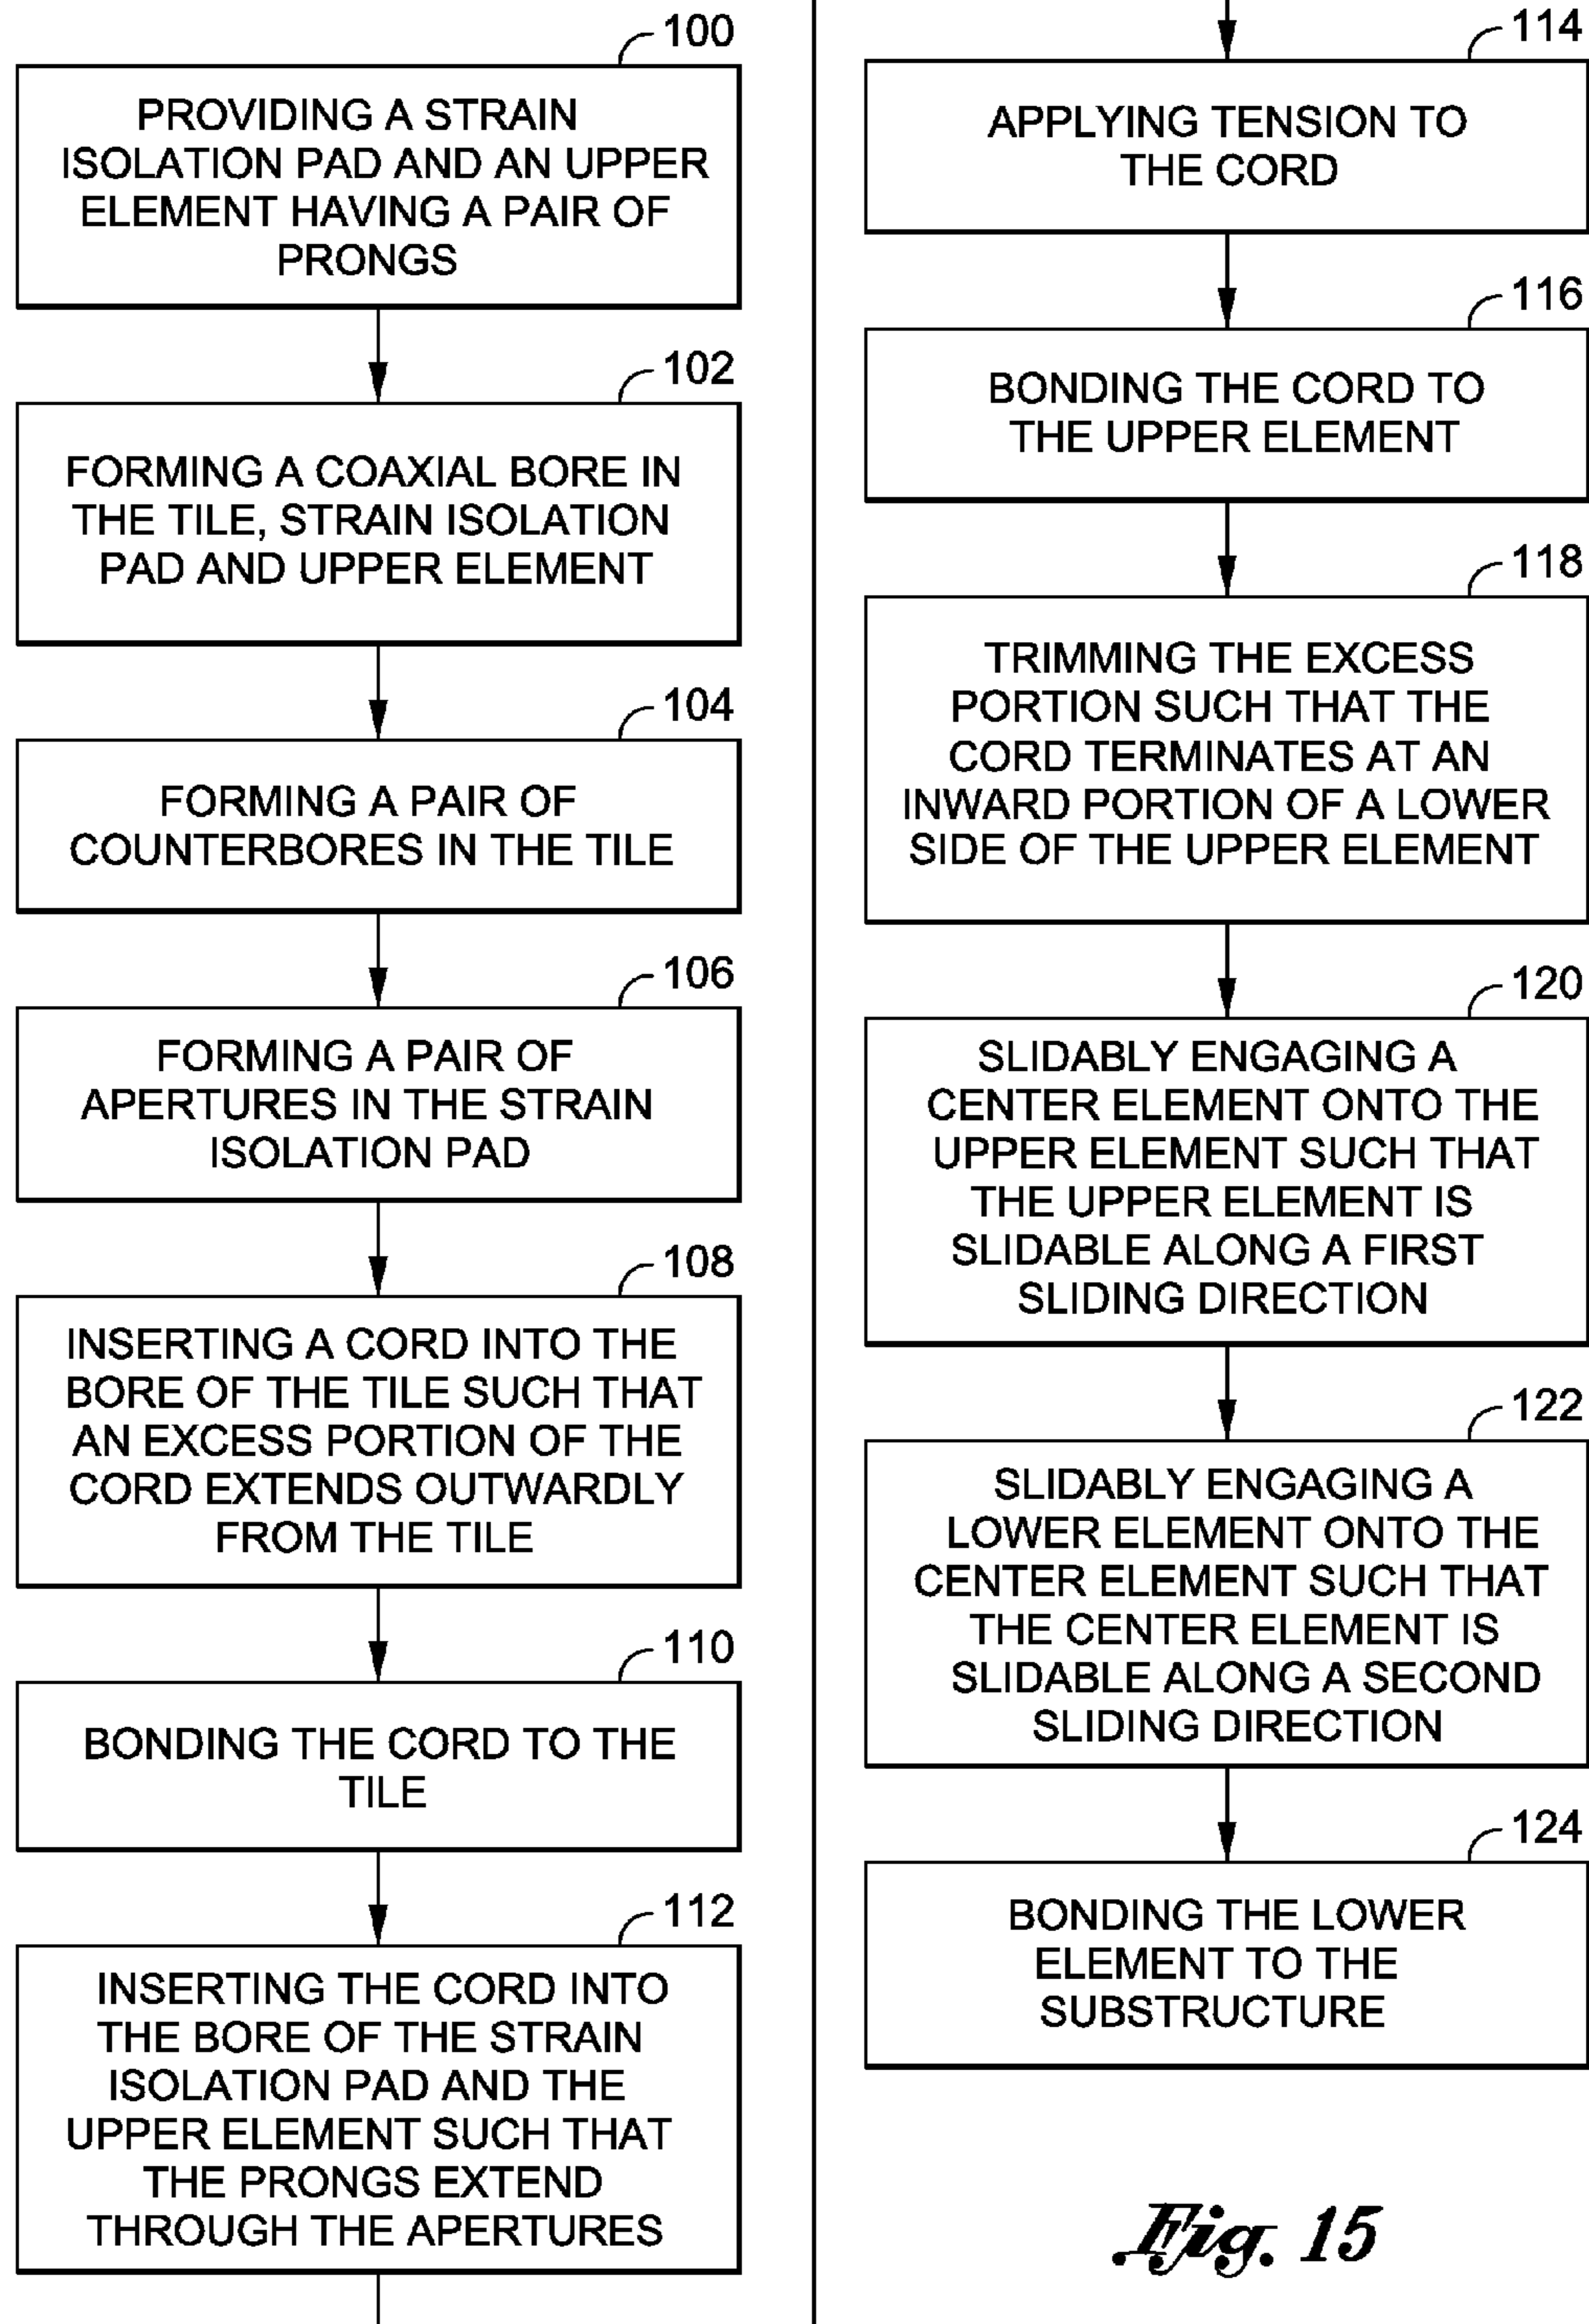 100
PROVIDING A STRAIN
ISOLATION PAD AND AN UPPER
ELEMENT HAVING A PAIR OF
PRONGS
102
FORMING A COAXIAL BORE IN
THE TILE, STRAIN ISOLATION
PAD AND UPPER ELEMENT
104
FORMING A PAIR OF
COUNTERBORES IN THE TILE
106
FORMING A PAIR OF
APERTURES IN THE STRAIN
ISOLATION PAD
108
INSERTING A CORD INTO THE
BORE OF THE TILE SUCH THAT
AN EXCESS PORTION OF THE
CORD EXTENDS OUTWARDLY
FROM THE TILE
110
BONDING THE CORD TO THE
TILE
112
INSERTING THE CORD INTO
THE BORE OF THE STRAIN
ISOLATION PAD AND THE
UPPER ELEMENT SUCH THAT
THE PRONGS EXTEND
THROUGH THE APERTURES
114
APPLYING TENSION TO
THE CORD
116
BONDING THE CORD TO
THE UPPER ELEMENT
118
TRIMMING THE EXCESS
PORTION SUCH THAT THE
CORD TERMINATES AT AN
INWARD PORTION OF A LOWER
SIDE OF THE UPPER ELEMENT
120
SLIDABLY ENGAGING A
CENTER ELEMENT ONTO THE
UPPER ELEMENT SUCH THAT
THE UPPER ELEMENT IS
SLIDABLE ALONG A FIRST
SLIDING DIRECTION
122
SLIDABLY ENGAGING A
LOWER ELEMENT ONTO THE
CENTER ELEMENT SUCH THAT
THE CENTER ELEMENT IS
SLIDABLE ALONG A SECOND
SLIDING DIRECTION
124
BONDING THE LOWER
ELEMENT TO THE
SUBSTRUCTURE
Fig. 15